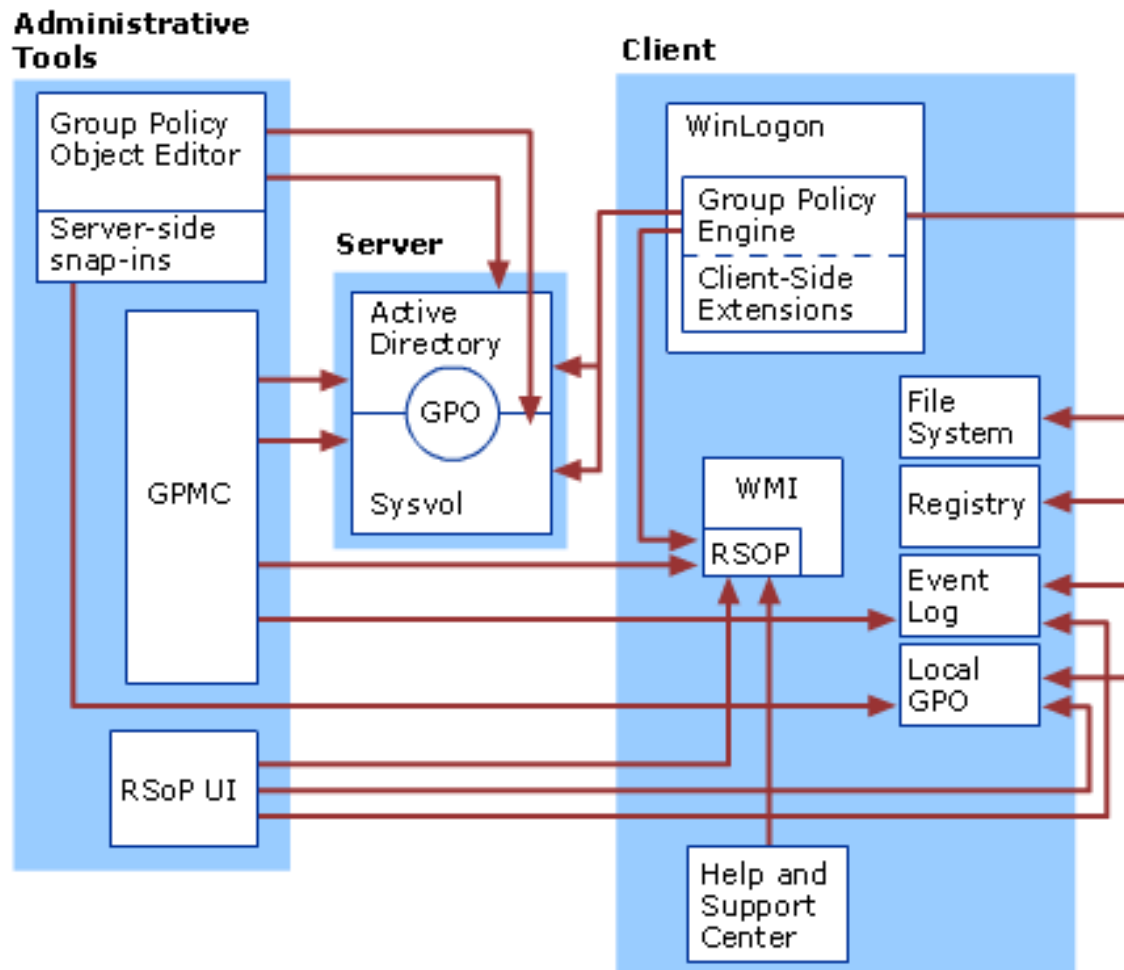 Administrative
Tools
Group Policy
Object Editor
Server-side
snap-ins
GPMC
RSoP UI
Server
Active
Directory
GPO
Sysvol
Client
WinLogon
Group Policy
Engine
Client-Side
Extensions
WMI
RSOP
File
System
Registry
Event
Log
Local
GPO
Help and
Support
Center